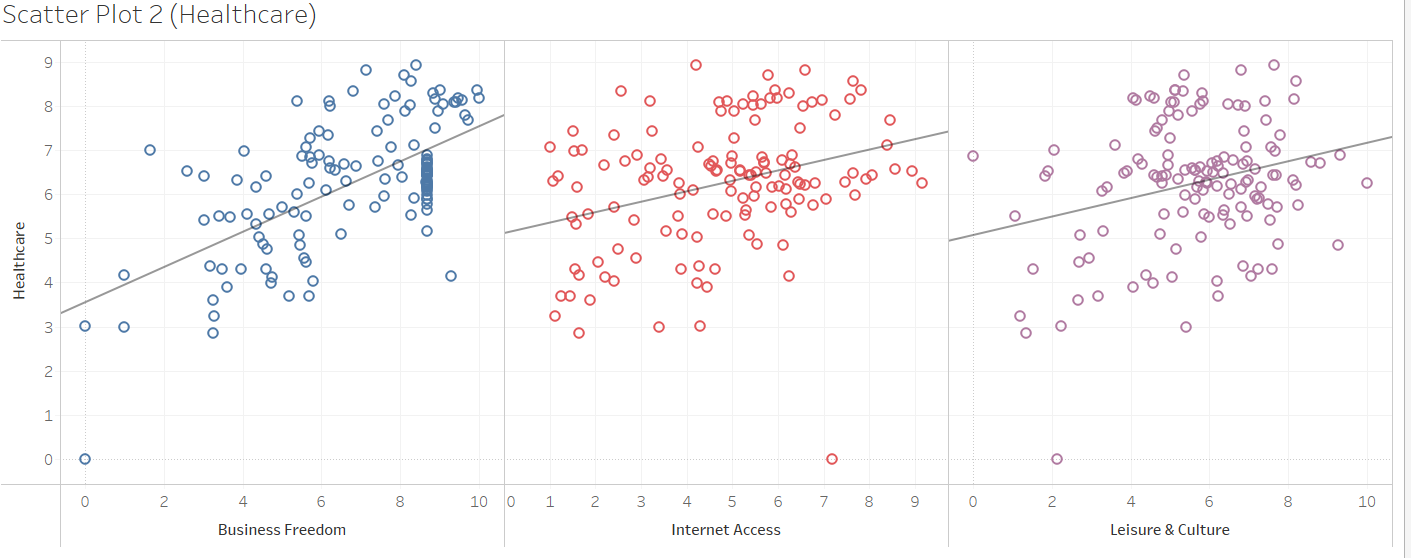 Scatter Plot 2 (Healthcare)
9
8
7
6
5
4
3
2
1
0
Healthcare
0 2 4 6 8 10 0 1 2 3 4 5 6 7 8 9 0 2 4 6 8 10
Business Freedom Internet Access Leisure & Culture